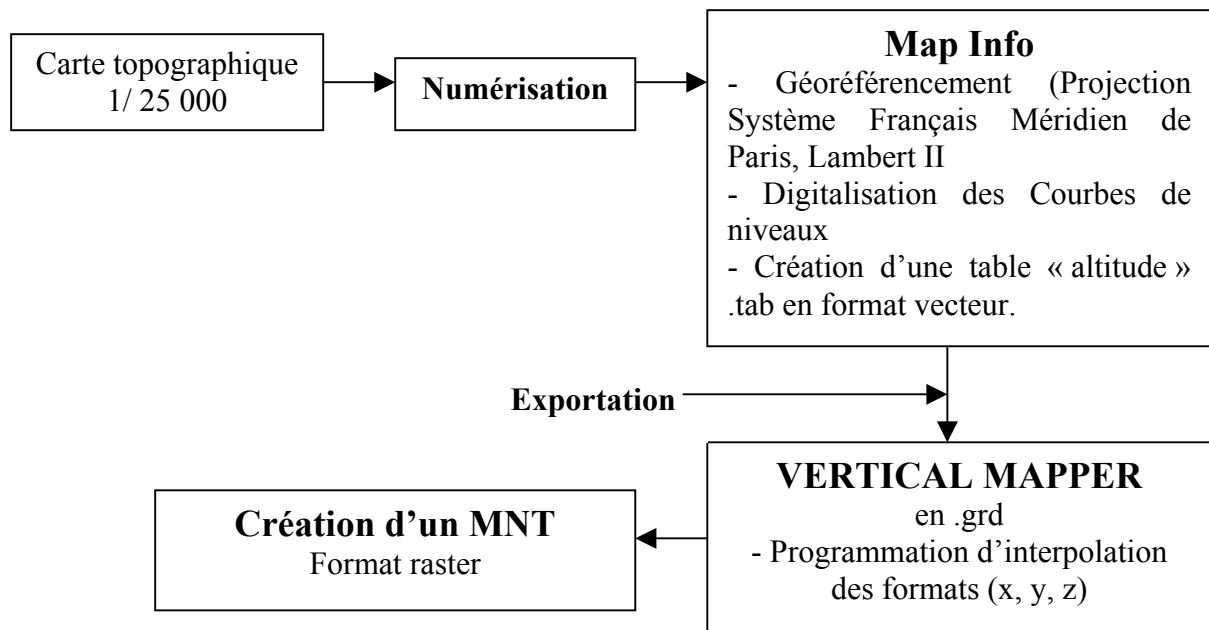 Carte topographique
1/ 25 000
Numérisation
Map Info
- Géoréférencement (Projection
Système Français Méridien de
Paris, Lambert II
- Digitalisation des Courbes de
niveaux
- Création d’une table « altitude »
.tab en format vecteur.
Exportation
VERTICAL MAPPER
en .grd
- Programmation d’interpolation
des formats (x, y, z)
Création d’un MNT
Format raster